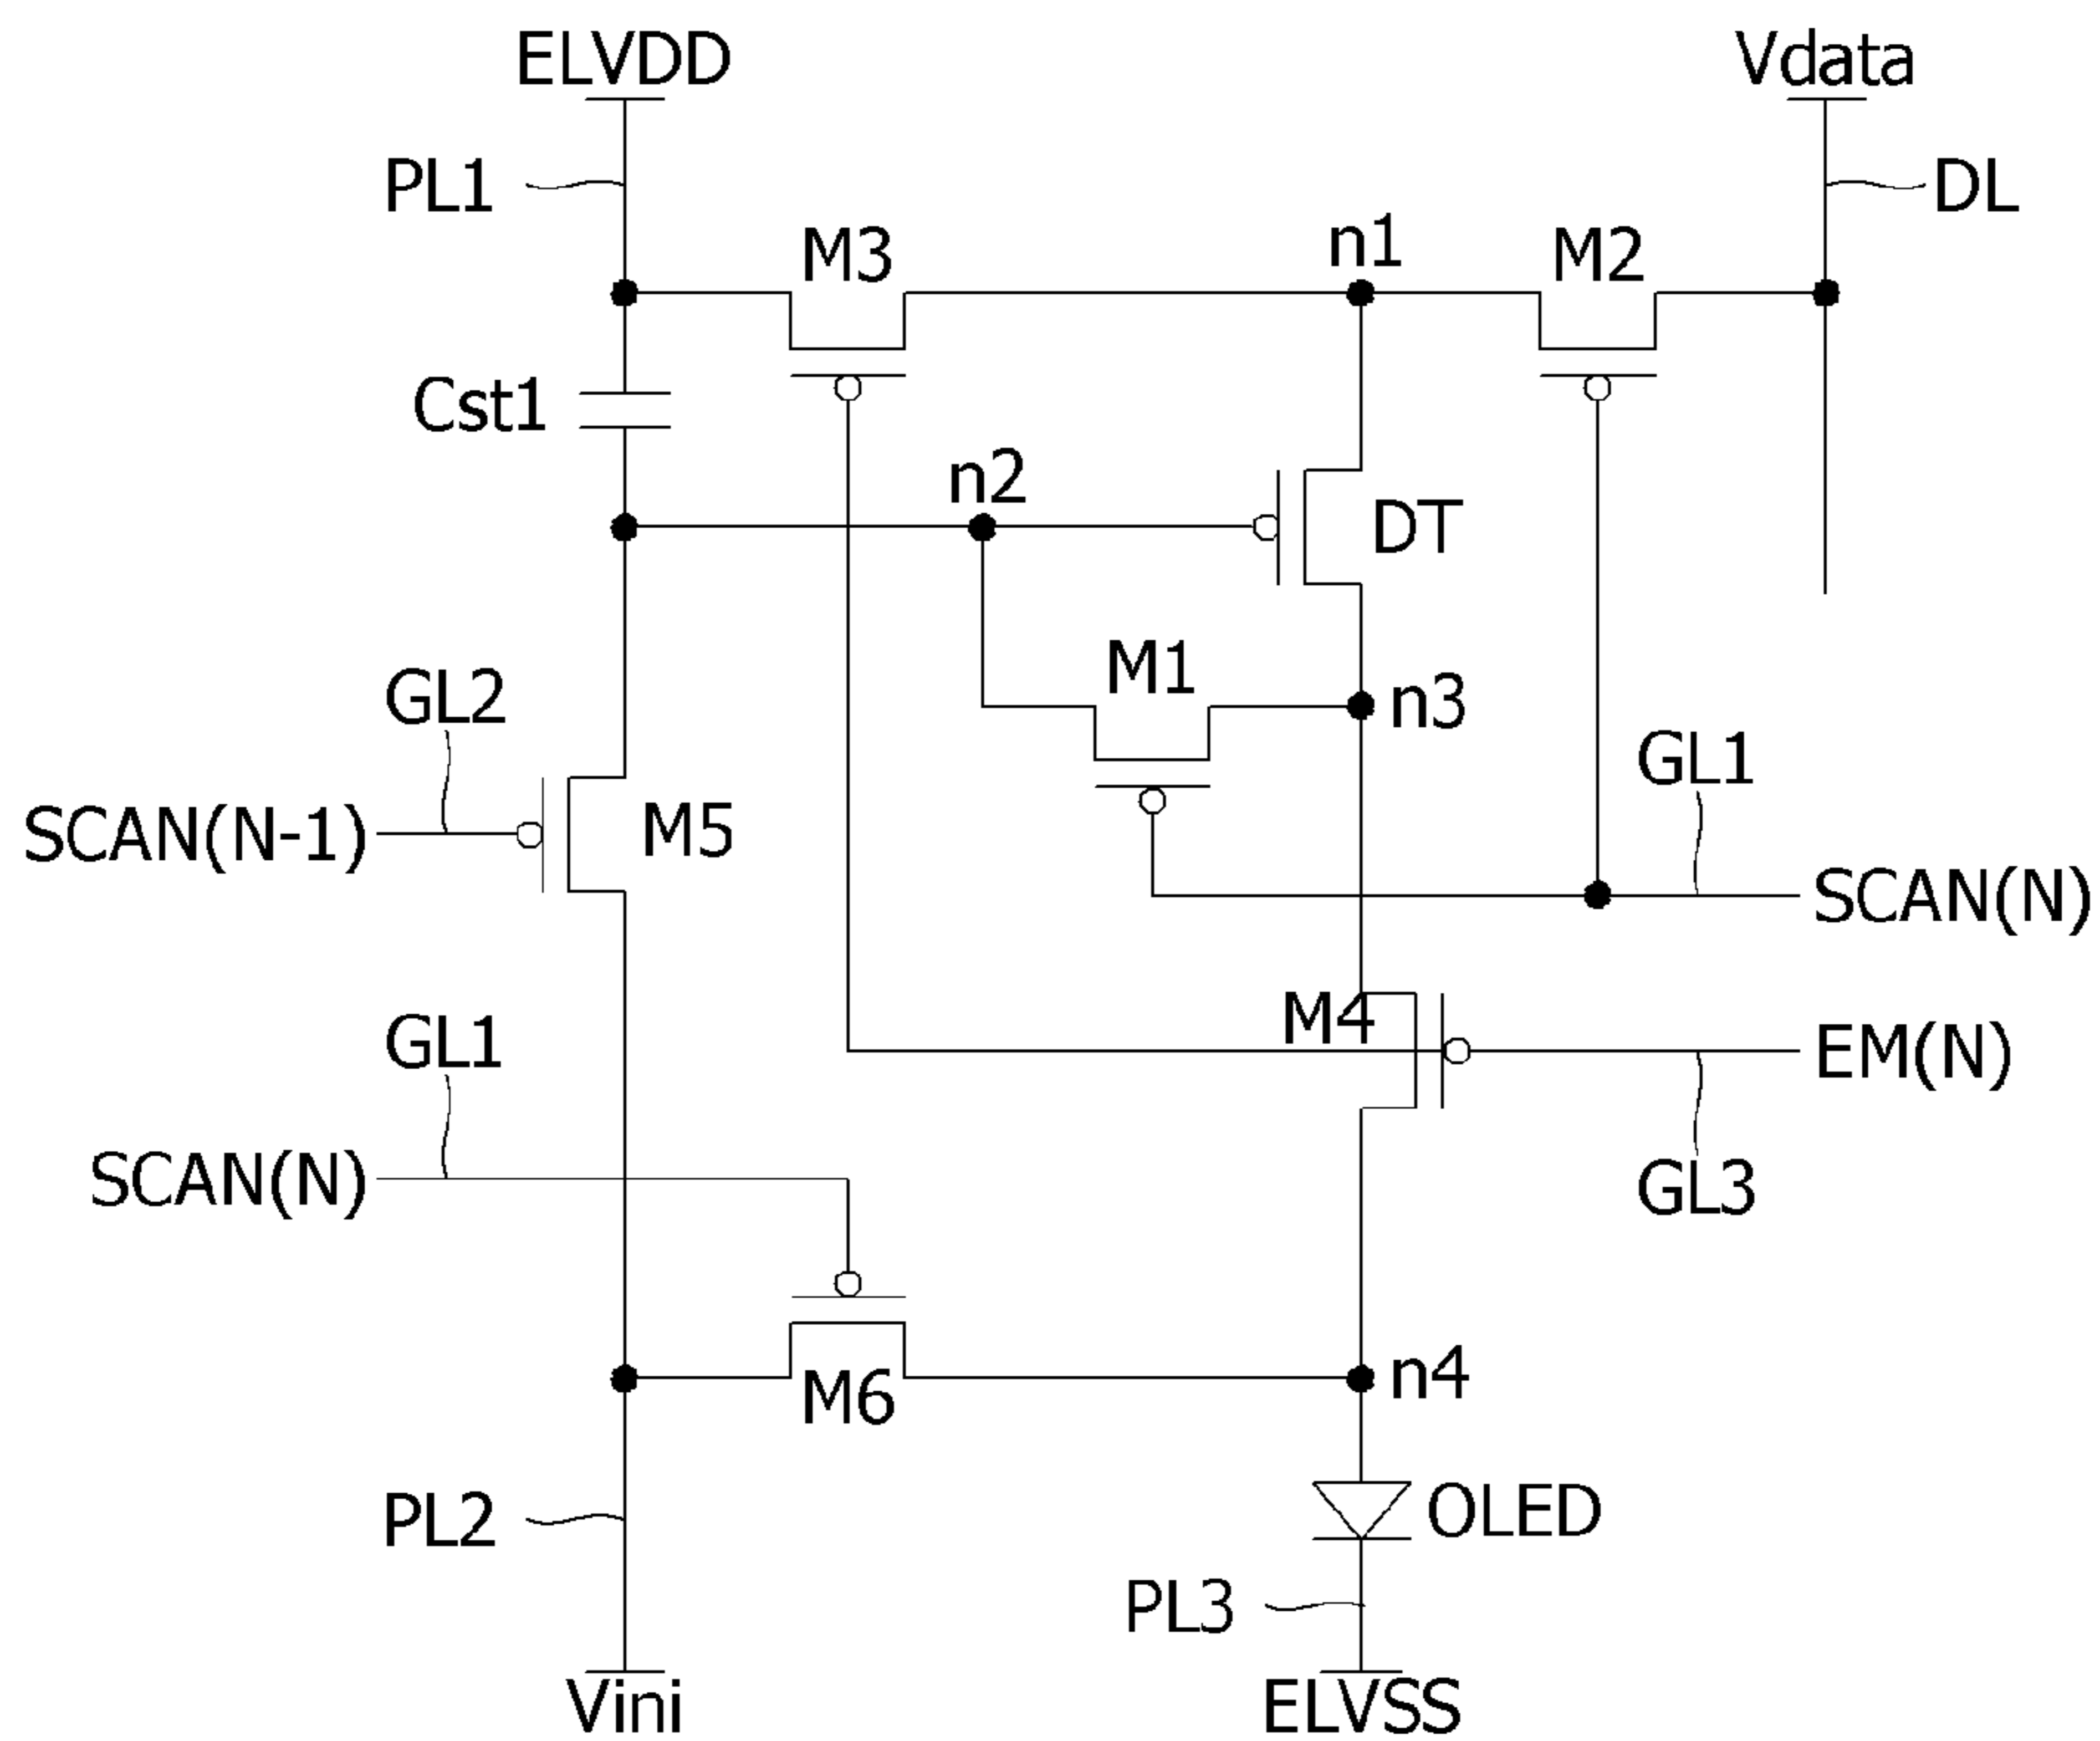 ELVDD
Vdata
PL1
DL
M3
n1
M2
Cst1
n2
DT
M1
n3
GL2
GL1
SCAN(N-1)
M5
SCAN(N)
M4
GL1
EM(N)
SCAN(N)
GL3
M6
n4
PL2
OLED
PL3
Vini
ELVSS